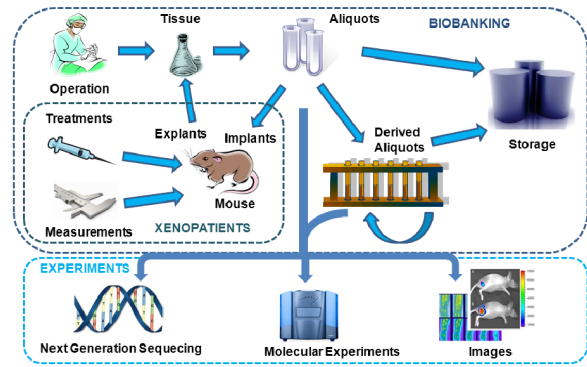 Tissue
Aliquots
BIOBANKING
Operation
Treatments
Explants
Implants
Derived
Aliquots
Storage
Mouse
Measurements
XENOPATIENTS
EXPERIMENTS
Next Generation Sequecing
Molecular Experiments
Images